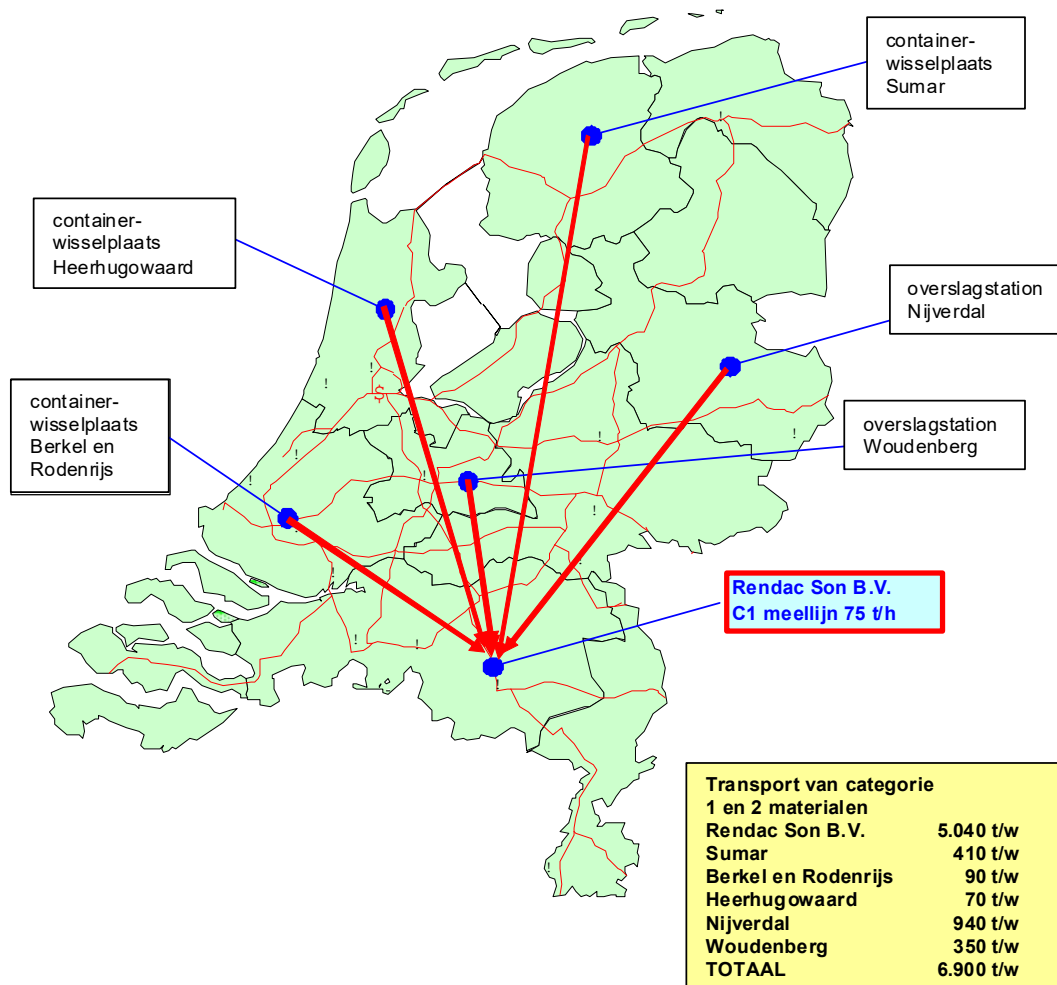 container-
wisselplaats
Sumar
container-
wisselplaats
Heerhugowaard
overslagstation
Nijverdal
container-
wisselplaats
Berkel en
Rodenrijs
overslagstation
Woudenberg
Rendac Son B.V.
C1 meellijn 75 t/h
Transport van categorie
1 en 2 materialen
Rendac Son B.V. 5.040 t/w
Sumar 410 t/w
Berkel en Rodenrijs 90 t/w
Heerhugowaard 70 t/w
Nijverdal 940 t/w
Woudenberg 350 t/w
TOTAAL 6.900 t/w